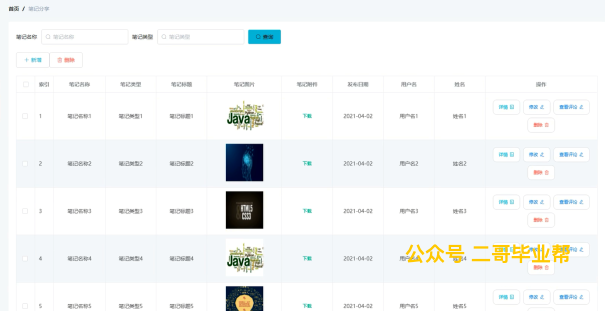 首页 / 笔记分享
笔记名称 笔记名称 笔记类型 笔记类型 查询
+ 新增 删除
索引 笔记名称 笔记类型 笔记标题 笔记图片 笔记附件 发布日期 用户名 姓名 操作
1 笔记名称1 笔记类型1 笔记标题1 Java 下载 2021-04-02 用户名1 姓名1 详情 修改 查看评论
删除
2 笔记名称2 笔记类型2 笔记标题2 下载 2021-04-02 用户名2 姓名2 详情 修改 查看评论
删除
3 笔记名称3 笔记类型3 笔记标题3 HTML5 CSS3 下载 2021-04-02 用户名3 姓名3 详情 修改 查看评论
删除
4 笔记名称4 笔记类型4 笔记标题4 Java 下载 2021-04-02
公众号 二哥毕业帮
删除
5 笔记名称5 笔记类型5 笔记标题5 下载 2021-04-02 用户名5 姓名5 详情 修改 查看评论